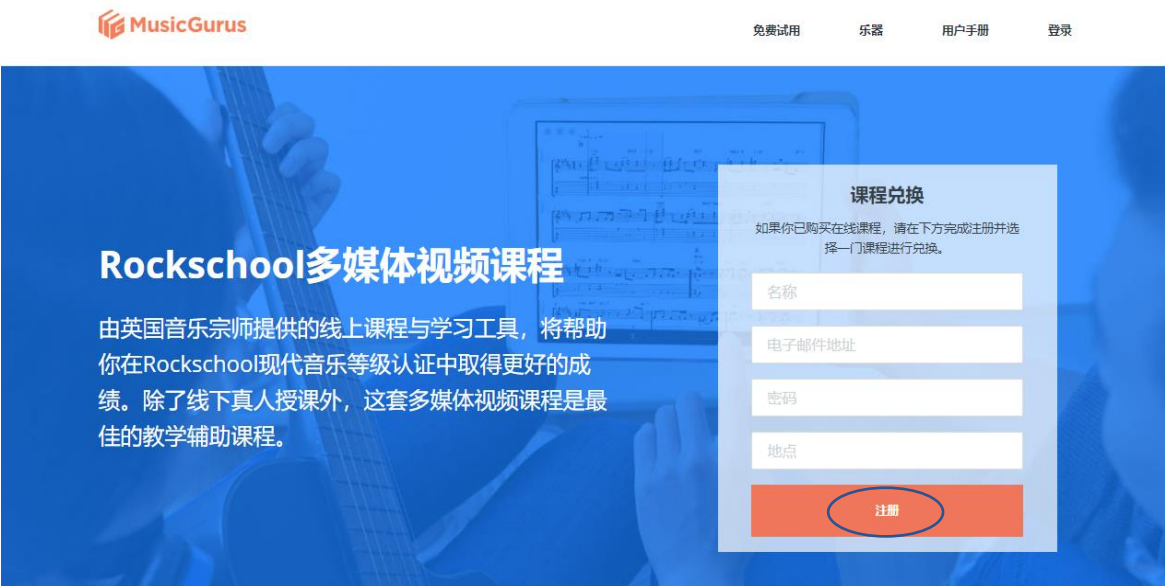 MusicGurus
免费试用 乐器 用户手册 登录
Rockschool多媒体视频课程
由英国音乐宗师提供的线上课程与学习工具，将帮助
你在Rockschool现代音乐等级认证中取得更好的成
绩。除了线下真人授课外，这套多媒体视频课程是最
佳的教学辅助课程。
课程兑换
如果你已购买在线课程，请在下方完成注册并选
择一门课程进行兑换。
名称
电子邮件地址
密码
地点
注册